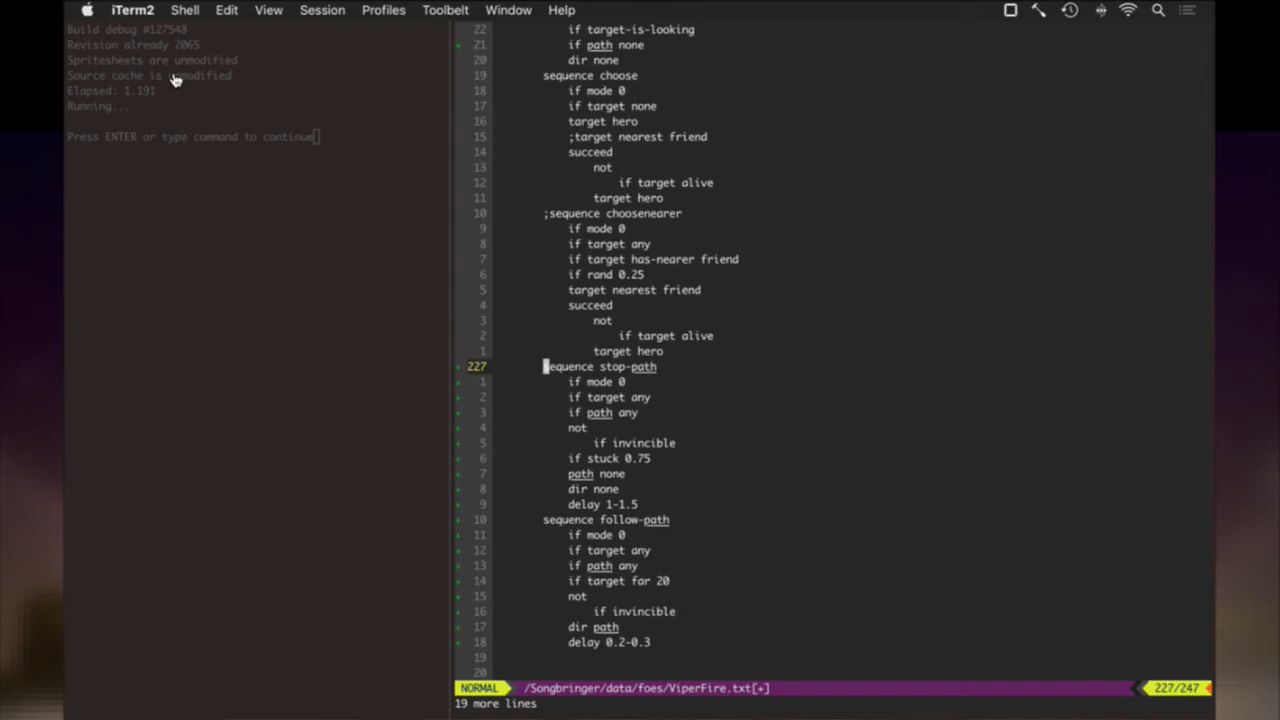 iTerm2 Shell Edit View Session Profiles Toolbelt Window Help
Build debug #127548
Revision already 2065
Spritesheets are unmodified
Source cache is unmodified
Elapsed: 1.191
Running...
Press ENTER or type command to continue
22 if target-is-looking
21 if path none
20 dir none
19 sequence choose
18 if mode 0
17 if target none
16 target hero
15 ;target nearest friend
14 succeed
13 not
12 if target alive
11 target hero
10 ;sequence choosenearer
9 if mode 0
8 if target any
7 if target has-nearer friend
6 if rand 0.25
5 target nearest friend
4 succeed
3 not
2 if target alive
1 target hero
227 sequence stop-path
1 if mode 0
2 if target any
3 if path any
4 not
5 if invincible
6 if stuck 0.75
7 path none
8 dir none
9 delay 1-1.5
10 sequence follow-path
11 if mode 0
12 if target any
13 if path any
14 if target far 20
15 not
16 if invincible
17 dir path
18 delay 0.2-0.3
19
20
NORMAL /Songbringer/data/foes/ViperFire.txt[+] 227/247
19 more lines